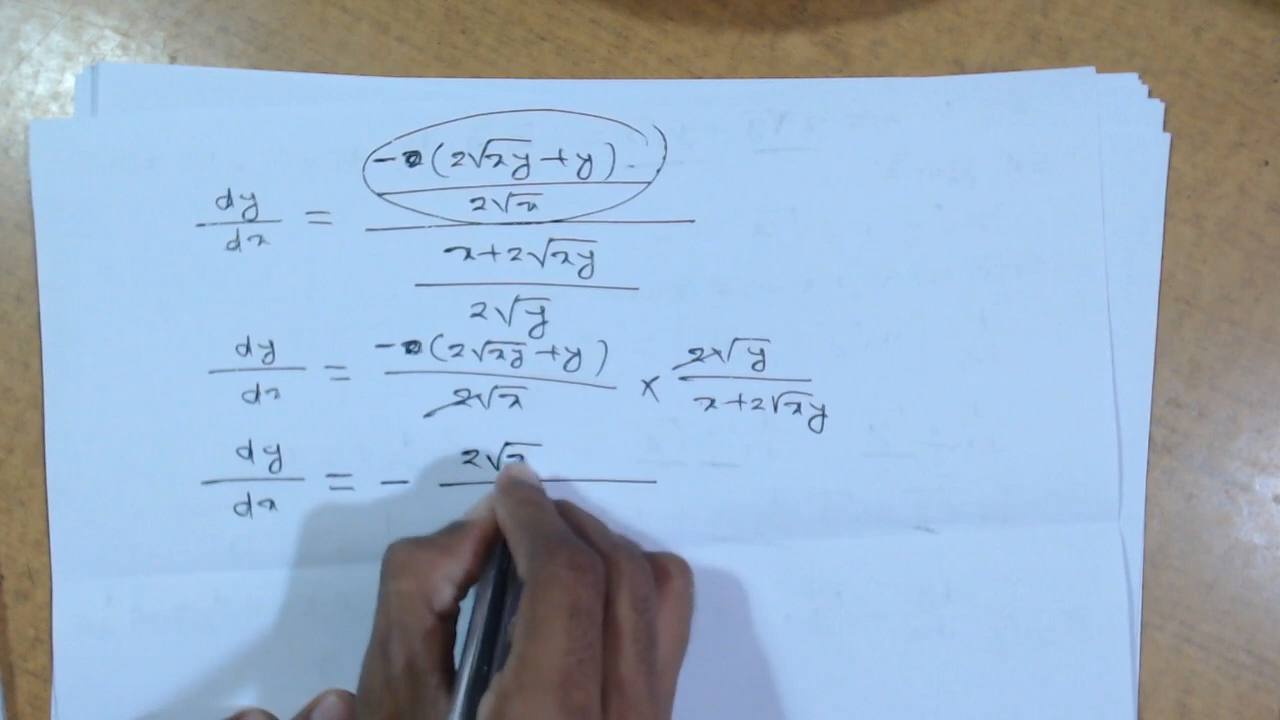 dy/dx = (-(2√xy + y)/2√x) / ((x + 2√xy)/2√y)
dy/dx = -(2√xy + y)/2√x × 2√y/(x + 2√xy)
dy/dx = - 2√x